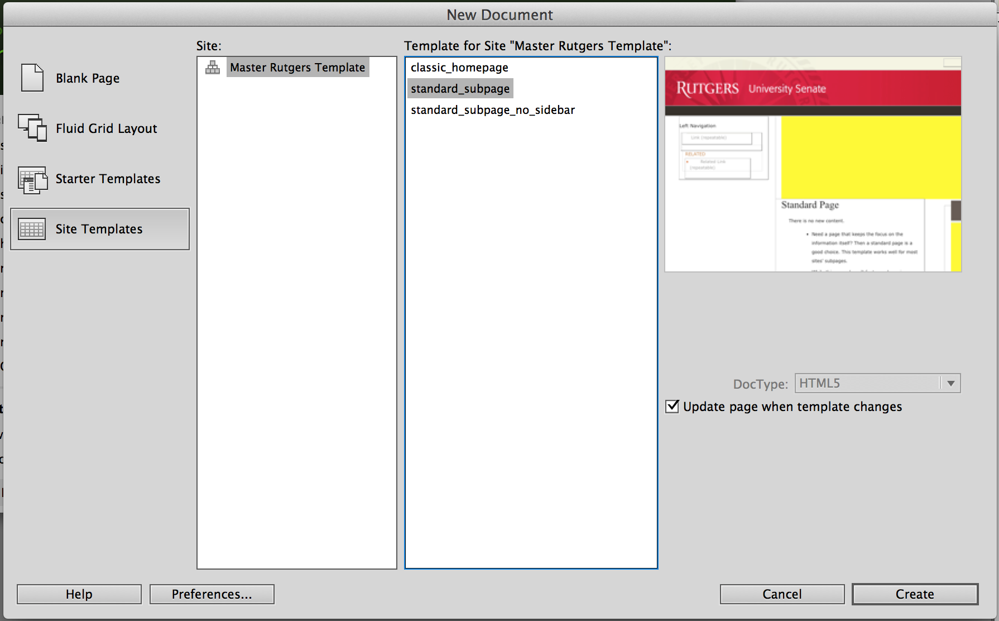 New Document
Blank Page
Fluid Grid Layout
Starter Templates
Site Templates
Site:
Master Rutgers Template
Template for Site "Master Rutgers Template":
classic_homepage
standard_subpage
standard_subpage_no_sidebar
RUTGERS University Senate
Left Navigation
Link (repeatable)
RELATED
Related Link
(repeatable)
Standard Page
There is no new content.
• Need a page that keeps the focus on the
information itself? Then a standard page is a
good choice. This template works well for most
sites' subpages.
DocType: HTML5
Update page when template changes
Help
Preferences...
Cancel
Create